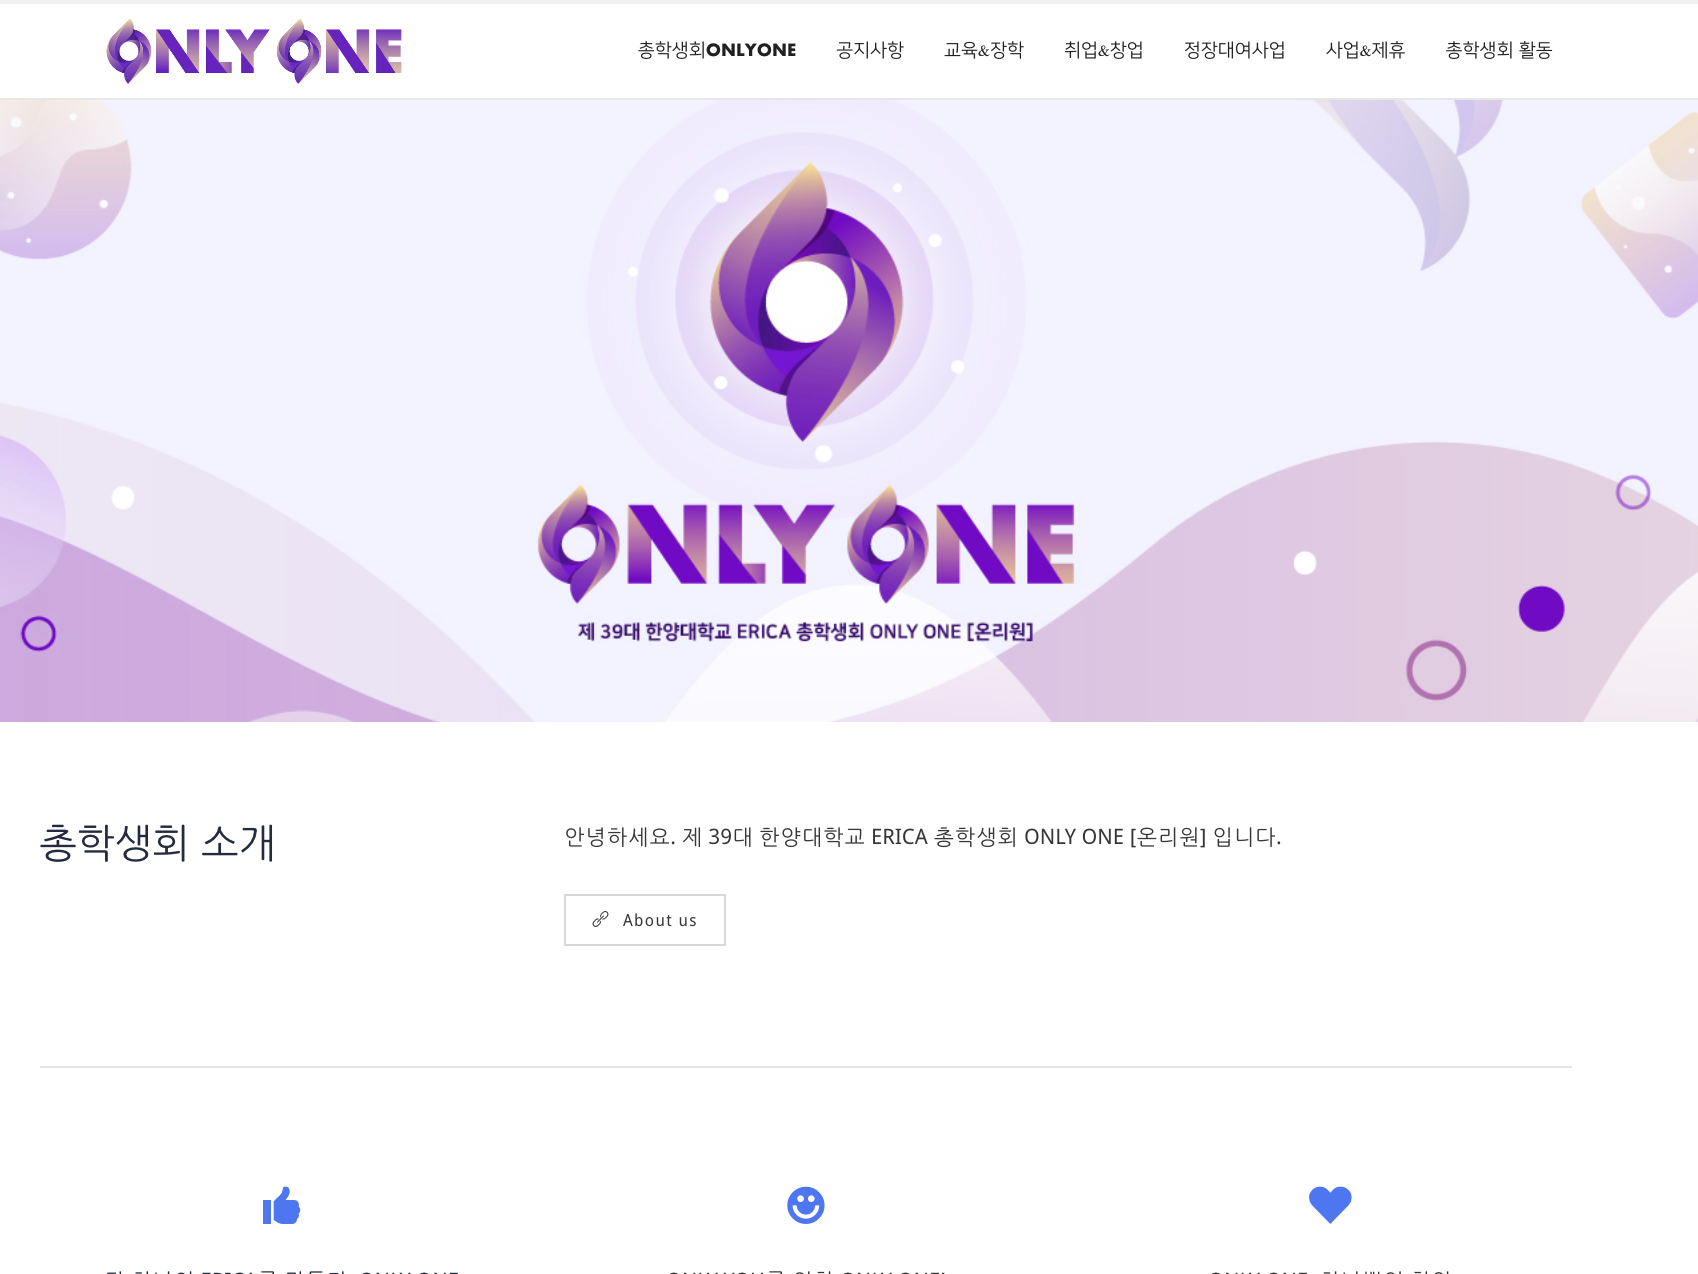 ONLY ONE
총학생회ONLYONE 공지사항 교육&장학 취업&창업 정장대여사업 사업&제휴 총학생회 활동
ONLY ONE
제 39대 한양대학교 ERICA 총학생회 ONLY ONE [온리원]
총학생회 소개
안녕하세요. 제 39대 한양대학교 ERICA 총학생회 ONLY ONE [온리원] 입니다.
About us